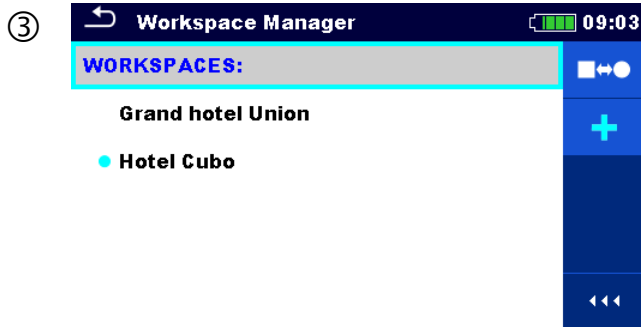 ③
Workspace Manager 09:03
WORKSPACES:
Grand hotel Union
Hotel Cubo